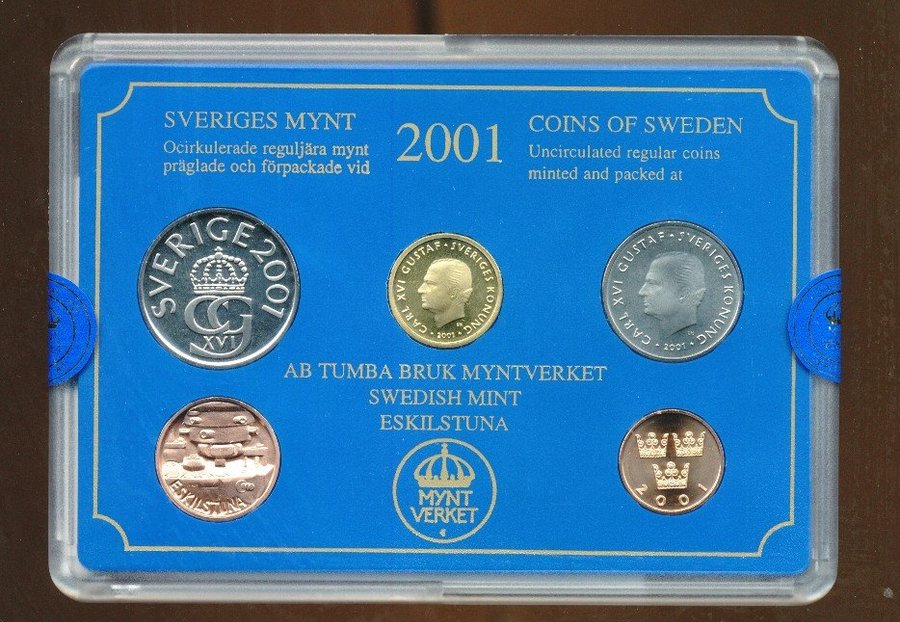 SVERIGES MYNT
Ocirkulerade reguljära mynt
präglade och förpackade vid
2001
COINS OF SWEDEN
Uncirculated regular coins
minted and packed at
SVERIGE 2001
CG
XVI
CARL XVI GUSTAF · SVERIGES KONUNG
· 2001 ·
CARL XVI GUSTAF · SVERIGES KONUNG
· 2001 ·
AB TUMBA BRUK MYNTVERKET
SWEDISH MINT
ESKILSTUNA
ESKILSTUNA
MYNT
VERKET
2001